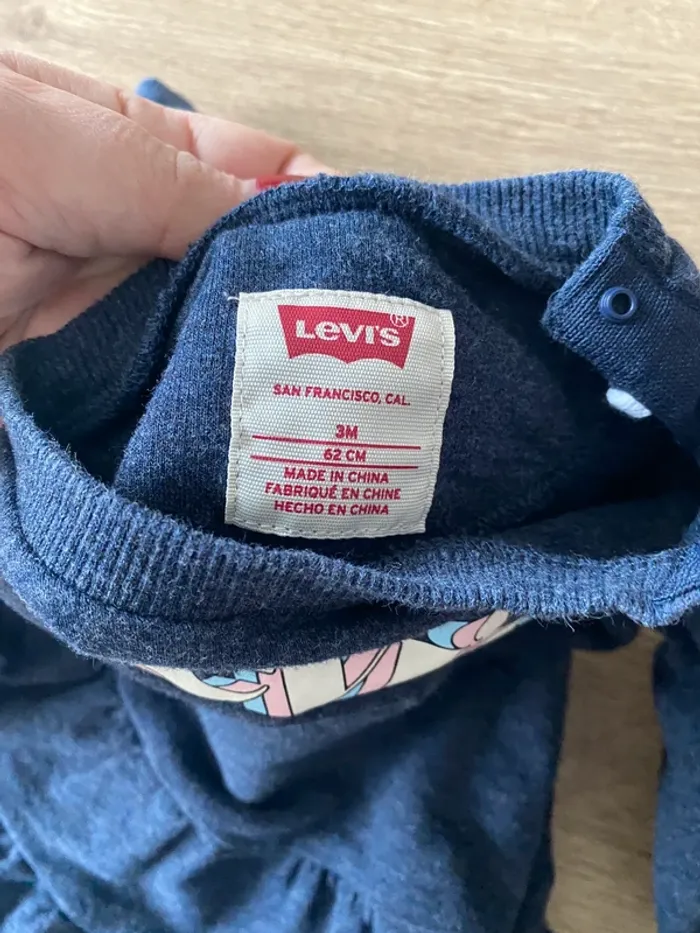 LEVI'S®
SAN FRANCISCO, CAL.
3M
62 CM
MADE IN CHINA
FABRIQUÉ EN CHINE
HECHO EN CHINA